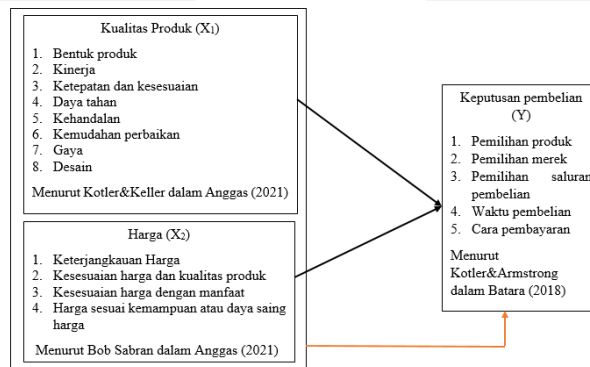 Kualitas Produk (X₁)
1. Bentuk produk
2. Kinerja
3. Ketepatan dan kesesuaian
4. Daya tahan
5. Kehandalan
6. Kemudahan perbaikan
7. Gaya
8. Desain
Menurut Kotler&Keller dalam Anggas (2021)
Harga (X₂)
1. Keterjangkauan Harga
2. Kesesuaian harga dan kualitas produk
3. Kesesuaian harga dengan manfaat
4. Harga sesuai kemampuan atau daya saing
harga
Menurut Bob Sabran dalam Anggas (2021)
Keputusan pembelian
(Y)
1. Pemilihan produk
2. Pemilihan merek
3. Pemilihan saluran
pembelian
4. Waktu pembelian
5. Cara pembayaran
Menurut
Kotler&Armstrong
dalam Batara (2018)